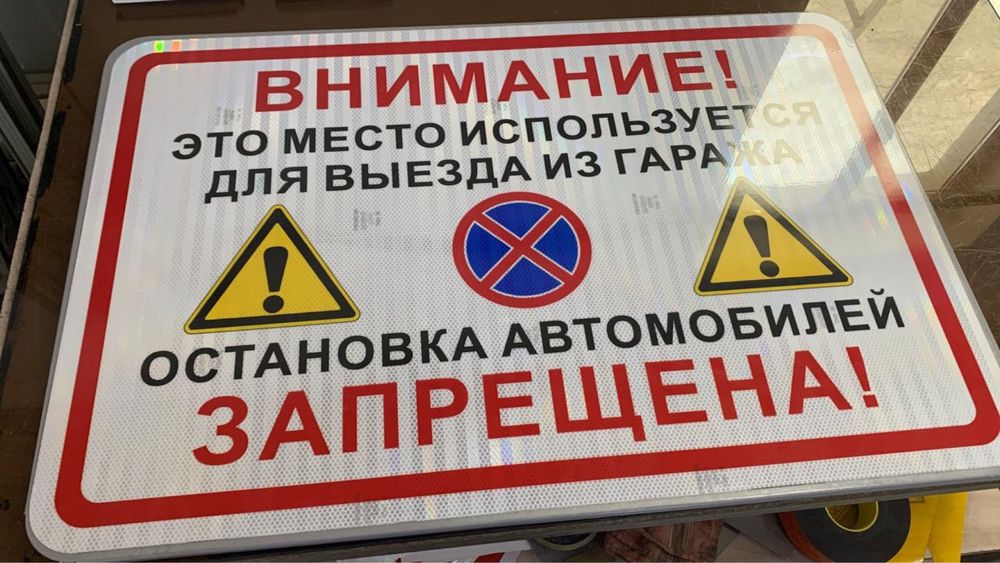 ВНИМАНИЕ!
ЭТО МЕСТО ИСПОЛЬЗУЕТСЯ
ДЛЯ ВЫЕЗДА ИЗ ГАРАЖА
ОСТАНОВКА АВТОМОБИЛЕЙ
ЗАПРЕЩЕНА!